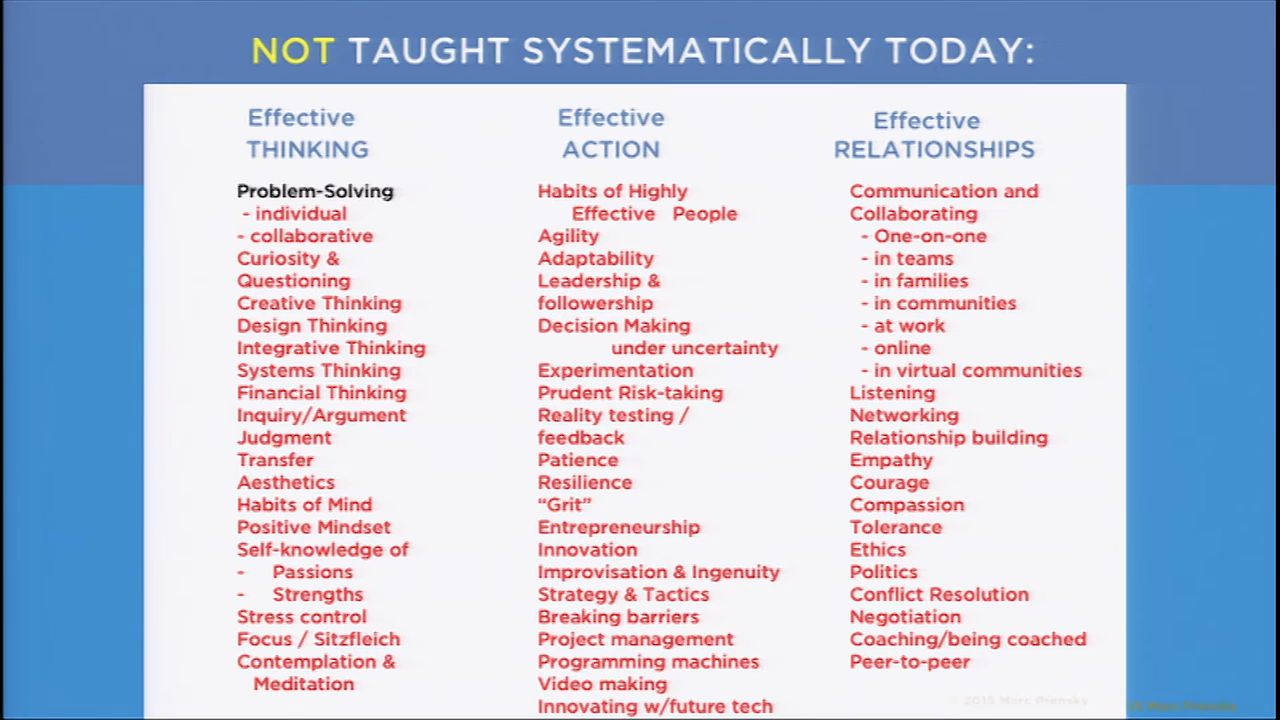 NOT TAUGHT SYSTEMATICALLY TODAY:
Effective
THINKING
Problem-Solving
- individual
- collaborative
Curiosity &
Questioning
Creative Thinking
Design Thinking
Integrative Thinking
Systems Thinking
Financial Thinking
Inquiry/Argument
Judgment
Transfer
Aesthetics
Habits of Mind
Positive Mindset
Self-knowledge of
- Passions
- Strengths
Stress control
Focus / Sitzfleich
Contemplation &
Meditation
Effective
ACTION
Habits of Highly
Effective People
Agility
Adaptability
Leadership &
followership
Decision Making
under uncertainty
Experimentation
Prudent Risk-taking
Reality testing /
feedback
Patience
Resilience
“Grit”
Entrepreneurship
Innovation
Improvisation & Ingenuity
Strategy & Tactics
Breaking barriers
Project management
Programming machines
Video making
Innovating w/future tech
Effective
RELATIONSHIPS
Communication and
Collaborating
- One-on-one
- in teams
- in families
- in communities
- at work
- online
- in virtual communities
Listening
Networking
Relationship building
Empathy
Courage
Compassion
Tolerance
Ethics
Politics
Conflict Resolution
Negotiation
Coaching/being coached
Peer-to-peer
© 2015 Marc Prensky
Marc Prensky